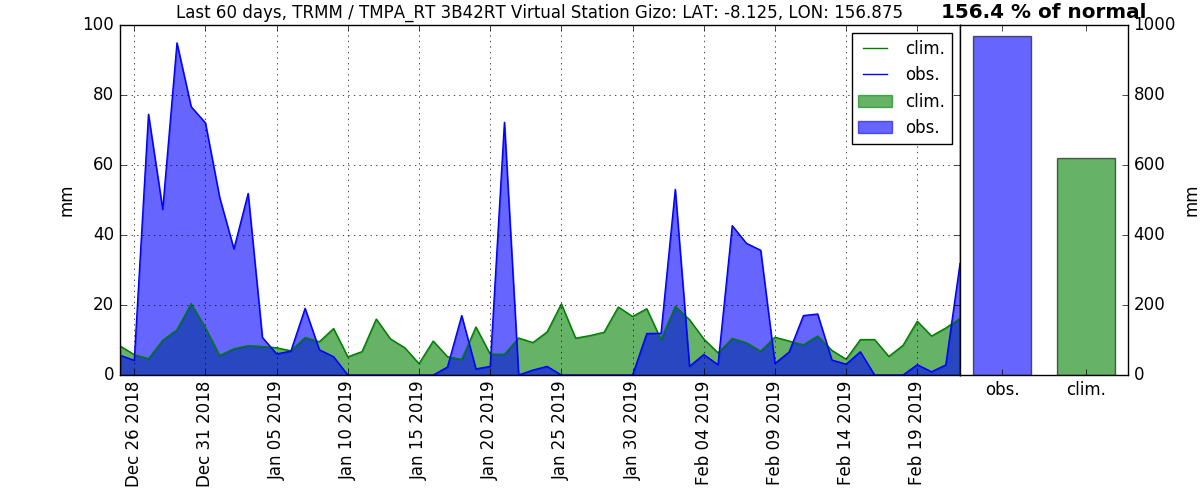 Last 60 days, TRMM / TMPA_RT 3B42RT Virtual Station Gizo: LAT: -8.125, LON: 156.875
156.4 % of normal
100
80
60
40
20
0
mm
clim.
obs.
clim.
obs.
1000
800
600
400
200
0
mm
obs.
clim.
Dec 26 2018
Dec 31 2018
Jan 05 2019
Jan 10 2019
Jan 15 2019
Jan 20 2019
Jan 25 2019
Jan 30 2019
Feb 04 2019
Feb 09 2019
Feb 14 2019
Feb 19 2019